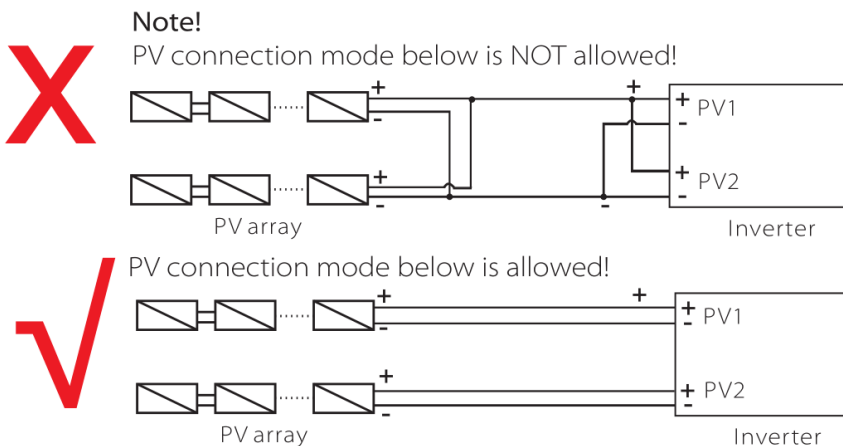 Note!
PV connection mode below is NOT allowed!
X
+ + +
PV1
- -
+ +
PV2
- - -
PV array
Inverter
PV connection mode below is allowed!
+ + +
PV1
- -
+ +
PV2
- -
PV array
Inverter